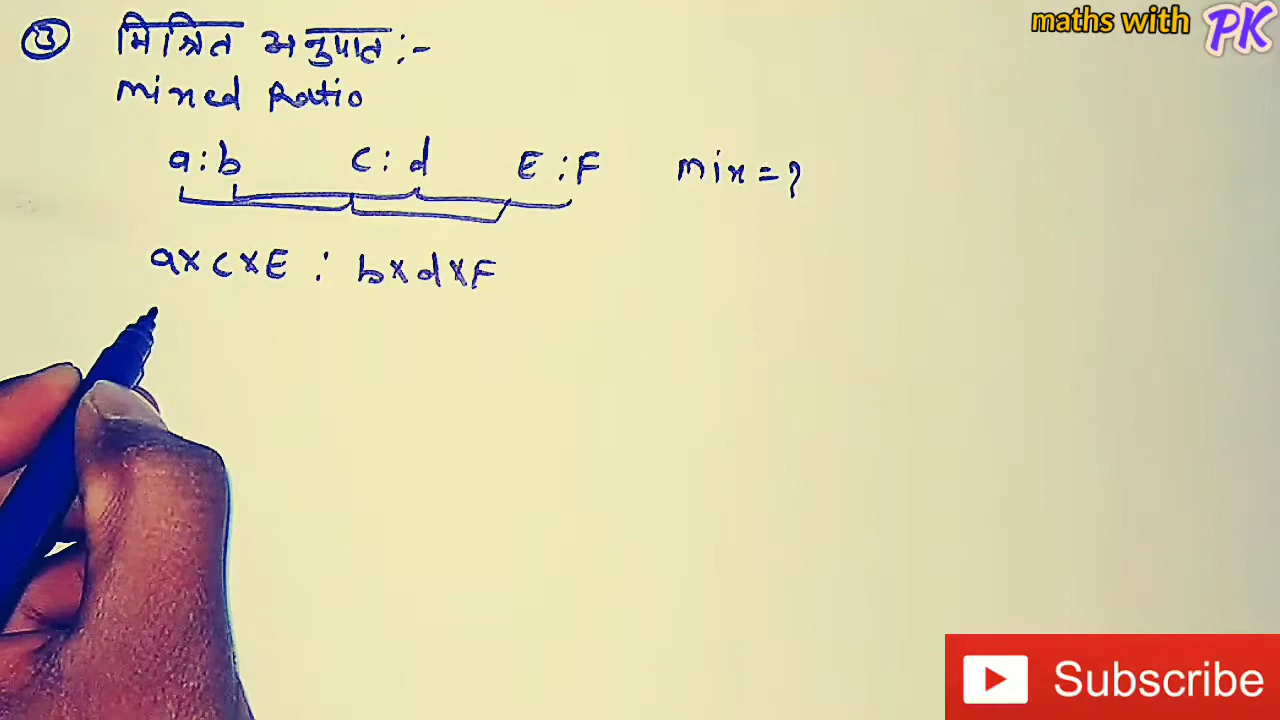 maths with PK
③ मिश्रित अनुपात :-
Mixed Ratio
a : b C : d E : F mix = ?
a × c × E : b × d × F
Subscribe